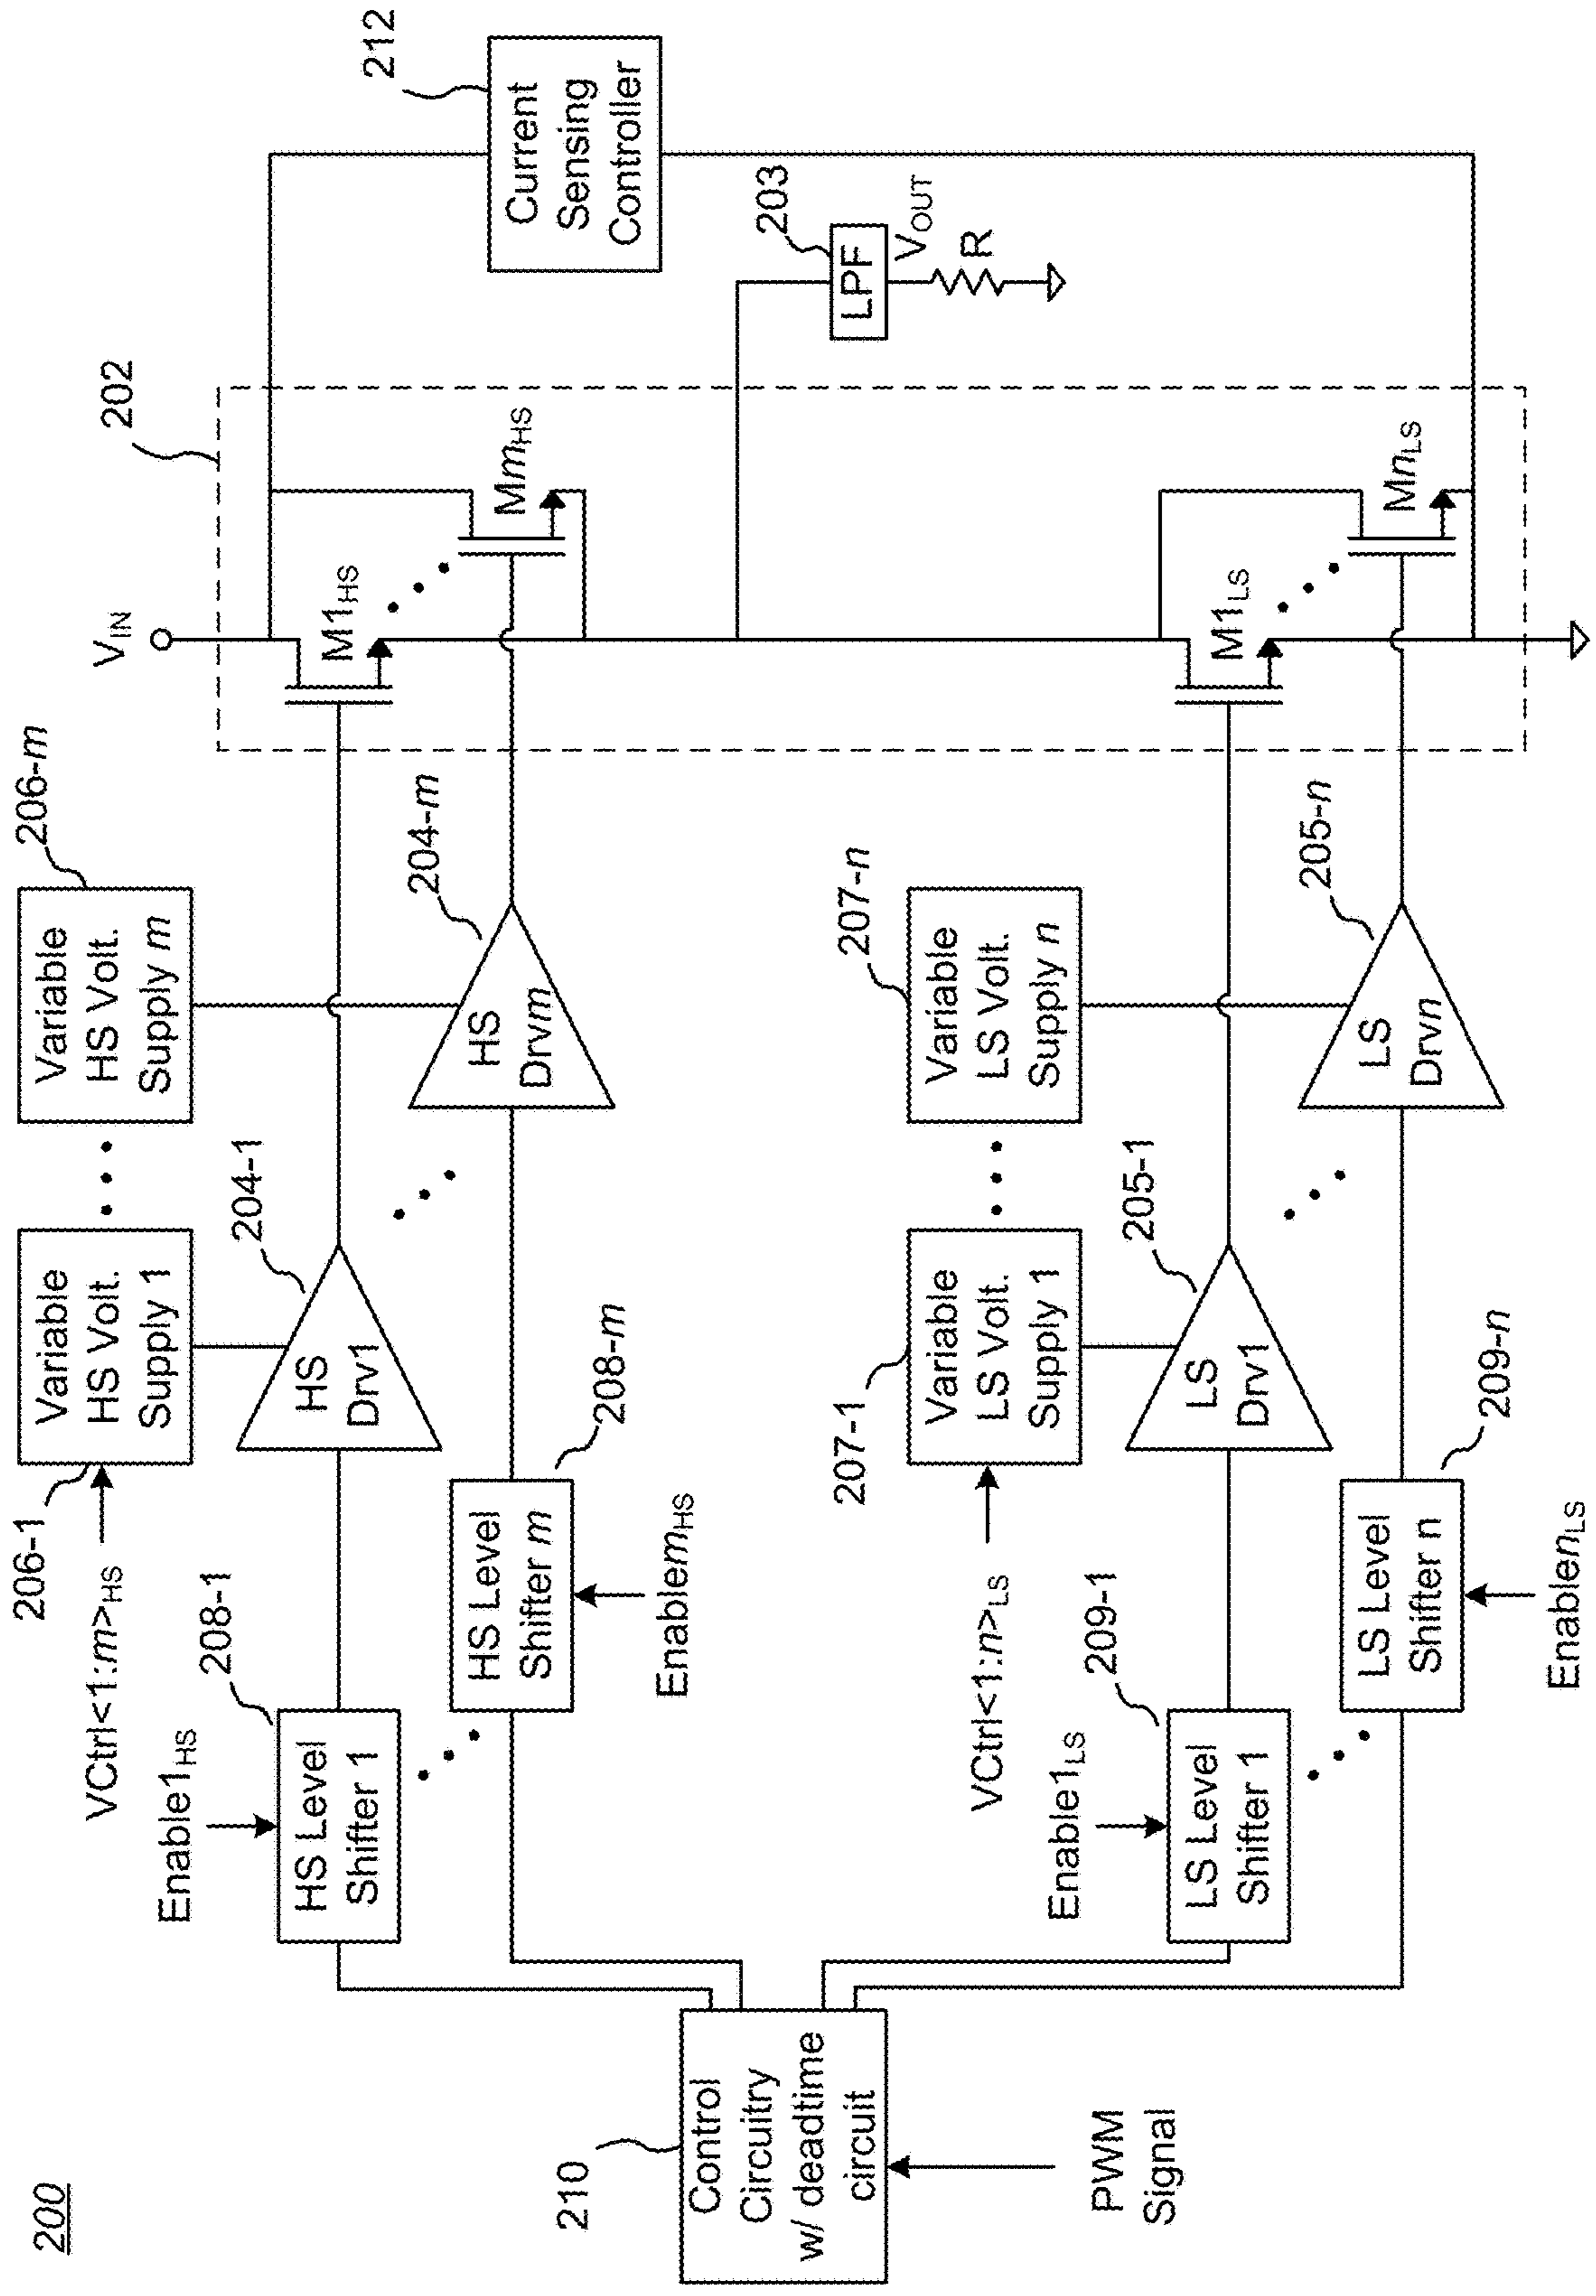 200
210
Control
Circuitry
w/ deadtime
circuit
PWM
Signal
Enable1HS
208-1
HS Level
Shifter 1
VCtrl<1:m>HS
206-1
Variable
HS Volt.
Supply 1
206-m
Variable
HS Volt.
Supply m
204-1
HS
Drv1
204-m
HS
Drvm
HS Level
Shifter m
208-m
EnablemHS
Enable1LS
209-1
LS Level
Shifter 1
VCtrl<1:n>LS
207-1
Variable
LS Volt.
Supply 1
207-n
Variable
LS Volt.
Supply n
205-1
LS
Drv1
205-n
LS
Drvn
LS Level
Shifter n
209-n
EnablenLS
VIN
202
M1HS
MmHS
M1LS
MnLS
203
LPF
VOUT
R
212
Current
Sensing
Controller